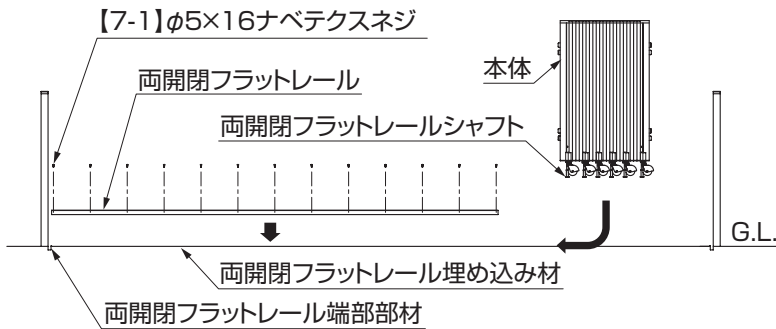 【7-1】φ5×16ナベテクスネジ
本体
両開閉フラットレール
両開閉フラットレールシャフト
G.L.
両開閉フラットレール埋め込み材
両開閉フラットレール端部部材